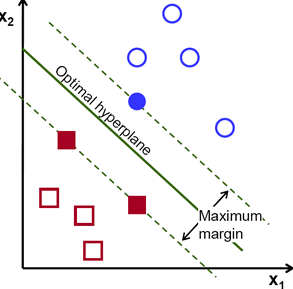 x2
Optimal hyperplane
Maximum
margin
x1